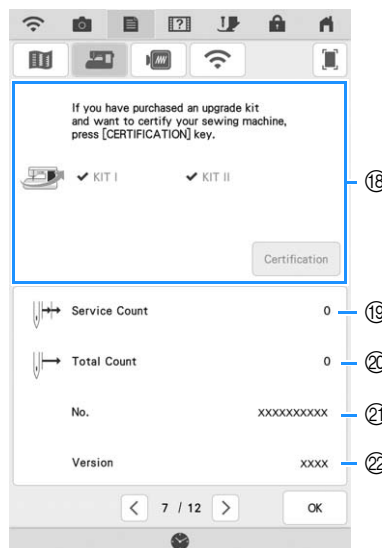 If you have purchased an upgrade kit
and want to certify your sewing machine,
press [CERTIFICATION] key.
✔ KIT I ✔ KIT II
Certification
⑱
Service Count 0
⑲
Total Count 0
⑳
No. xxxxxxxxxx
㉑
Version xxxx
㉒
< 7 / 12 > OK